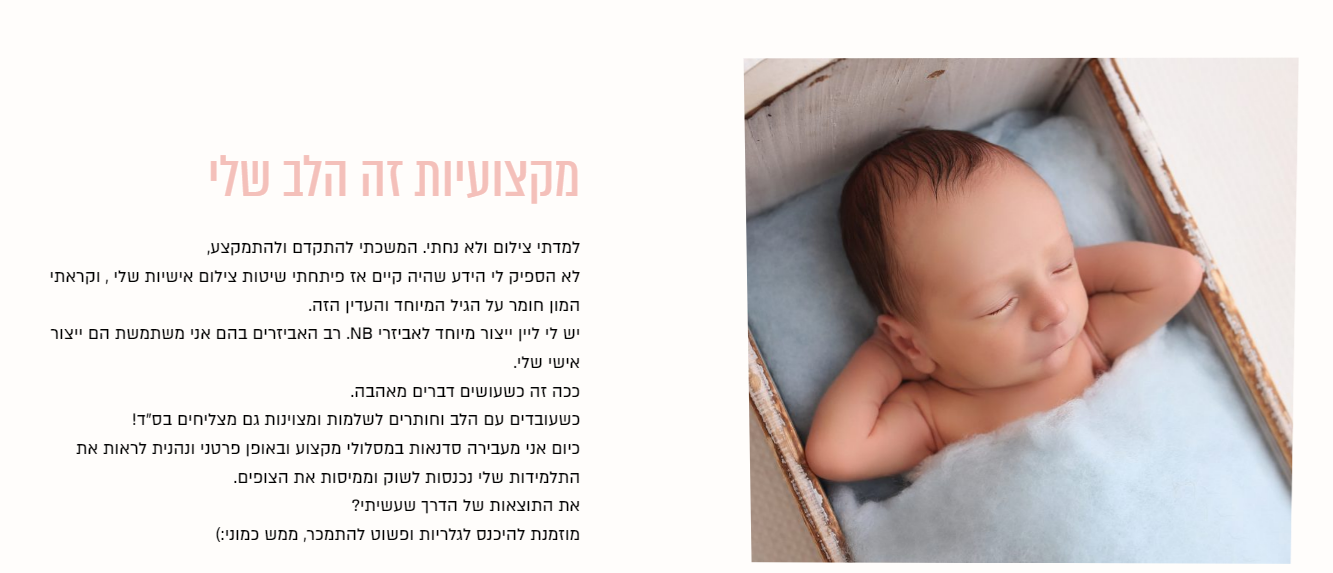 מקצועיות זה הלב שלי
למדתי צילום ולא נחתי. המשכתי להתקדם ולהתמקצע,
לא הספיק לי הידע שהיה קיים אז פיתחתי שיטות צילום אישיות שלי , וקראתי
המון חומר על הגיל המיוחד והעדין הזה.
יש לי ליין ייצור מיוחד לאביזרי NB. רב האביזרים בהם אני משתמשת הם ייצור
אישי שלי.
ככה זה כשעושים דברים מאהבה.
כשעובדים עם הלב וחותרים לשלמות ומצוינות גם מצליחים בס"ד!
כיום אני מעבירה סדנאות במסלולי מקצוע ובאופן פרטני ונהנית לראות את
התלמידות שלי נכנסות לשוק וממיסות את הצופים.
את התוצאות של הדרך שעשיתי?
מוזמנת להיכנס לגלריות ופשוט להתמכר, ממש כמוני:)